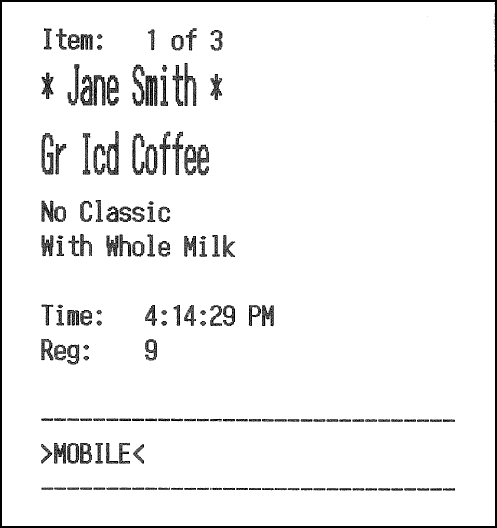 Item: 1 of 3
* Jane Smith *
Gr Icd Coffee
No Classic
With Whole Milk
Time: 4:14:29 PM
Reg: 9
>MOBILE<